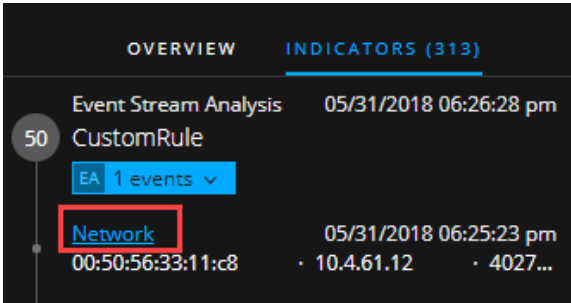 OVERVIEW INDICATORS (313)
Event Stream Analysis 05/31/2018 06:26:28 pm
50 CustomRule
EA 1 events
Network 05/31/2018 06:25:23 pm
00:50:56:33:11:c8 · 10.4.61.12 · 4027...